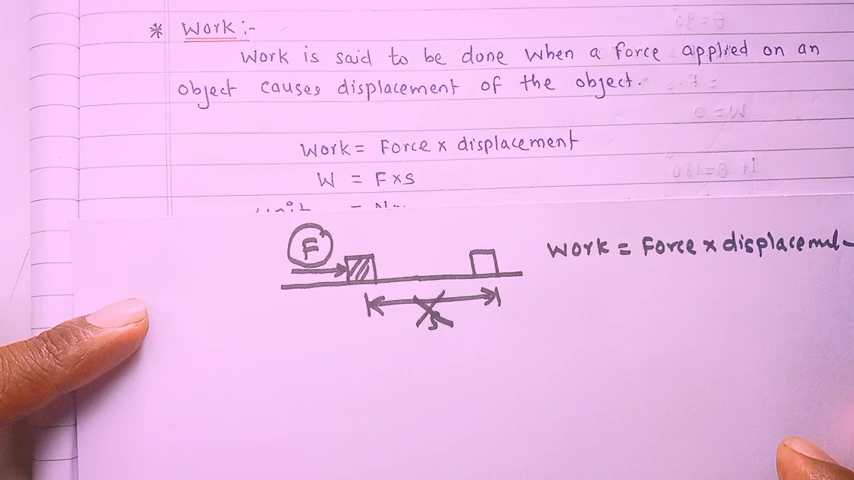 * Work :-
Work is said to be done when a force applied on an
object causes displacement of the object.
Work = Force x displacement
W = F x s
F
Work = Force x displacement
s